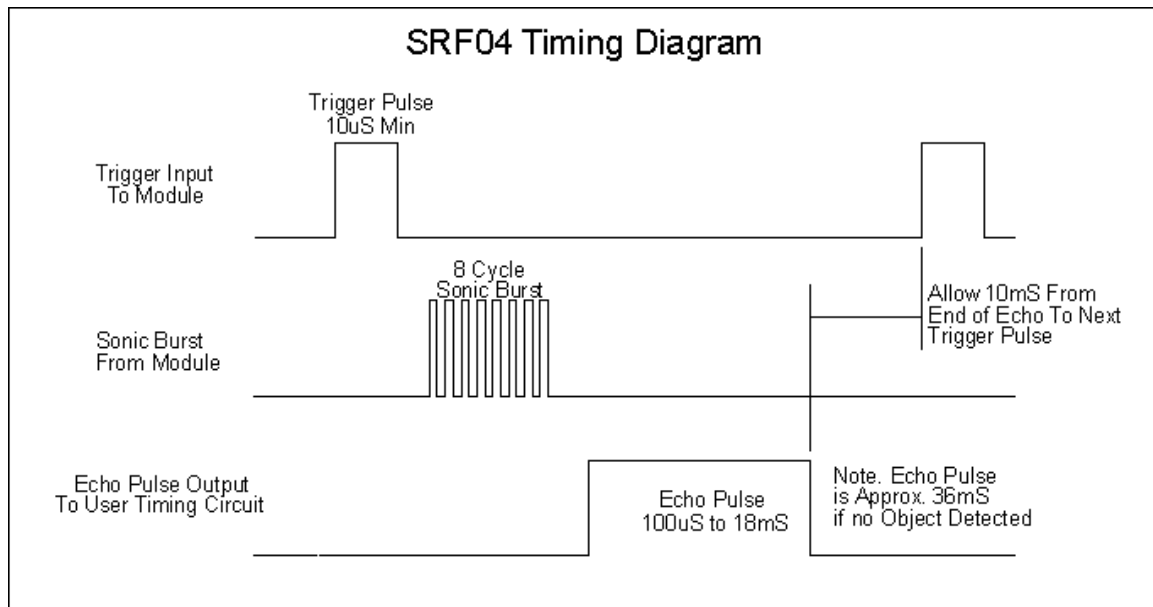 SRF04 Timing Diagram
Trigger Pulse
10uS Min
Trigger Input
To Module
8 Cycle
Sonic Burst
Allow 10mS From
End of Echo To Next
Trigger Pulse
Sonic Burst
From Module
Echo Pulse Output
To User Timing Circuit
Echo Pulse
100uS to 18mS
Note. Echo Pulse
is Approx. 36mS
if no Object Detected